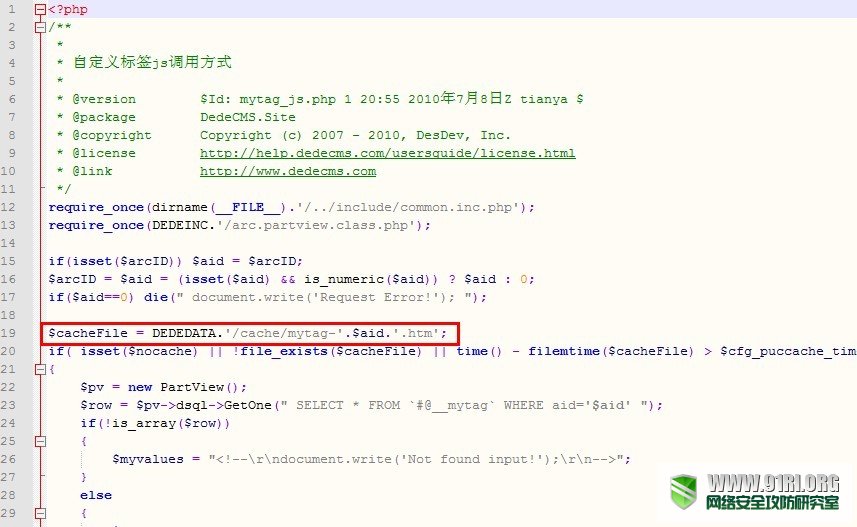 1 <?php
2 /**
3 *
4 * 自定义标签js调用方式
5 *
6 * @version $Id: mytag_js.php 1 20:55 2010年7月8日Z tianya $
7 * @package DedeCMS.Site
8 * @copyright Copyright (c) 2007 - 2010, DesDev, Inc.
9 * @license http://help.dedecms.com/usersguide/license.html
10 * @link http://www.dedecms.com
11 */
12 require_once(dirname(__FILE__).'/../include/common.inc.php');
13 require_once(DEDEINC.'/arc.partview.class.php');
14
15 if(isset($arcID)) $aid = $arcID;
16 $arcID = $aid = (isset($aid) && is_numeric($aid)) ? $aid : 0;
17 if($aid==0) die(" document.write('Request Error!'); ");
18
19 $cacheFile = DEDEDATA.'/cache/mytag-'.$aid.'.htm';
20 if( isset($nocache) || !file_exists($cacheFile) || time() - filemtime($cacheFile) > $cfg_puccache_tim
21 {
22 $pv = new PartView();
23 $row = $pv->dsql->GetOne(" SELECT * FROM `#@__mytag` WHERE aid='$aid' ");
24 if(!is_array($row))
25 {
26 $myvalues = "<!--\r\ndocument.write('Not found input!');\r\n-->";
27 }
28 else
29 {
WWW.91RI.ORG
网络安全攻防研究室